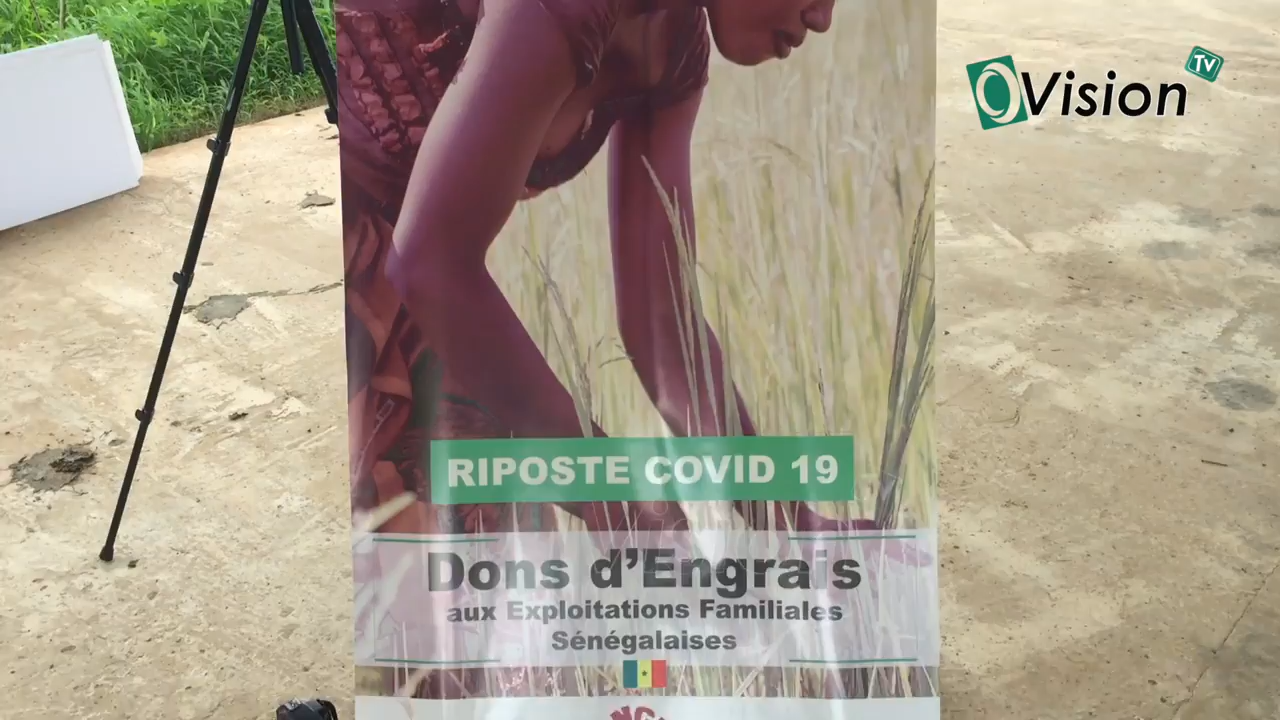 Vision TV
RIPOSTE COVID 19
Dons d'Engrais
aux Exploitations Familiales
Sénégalaises